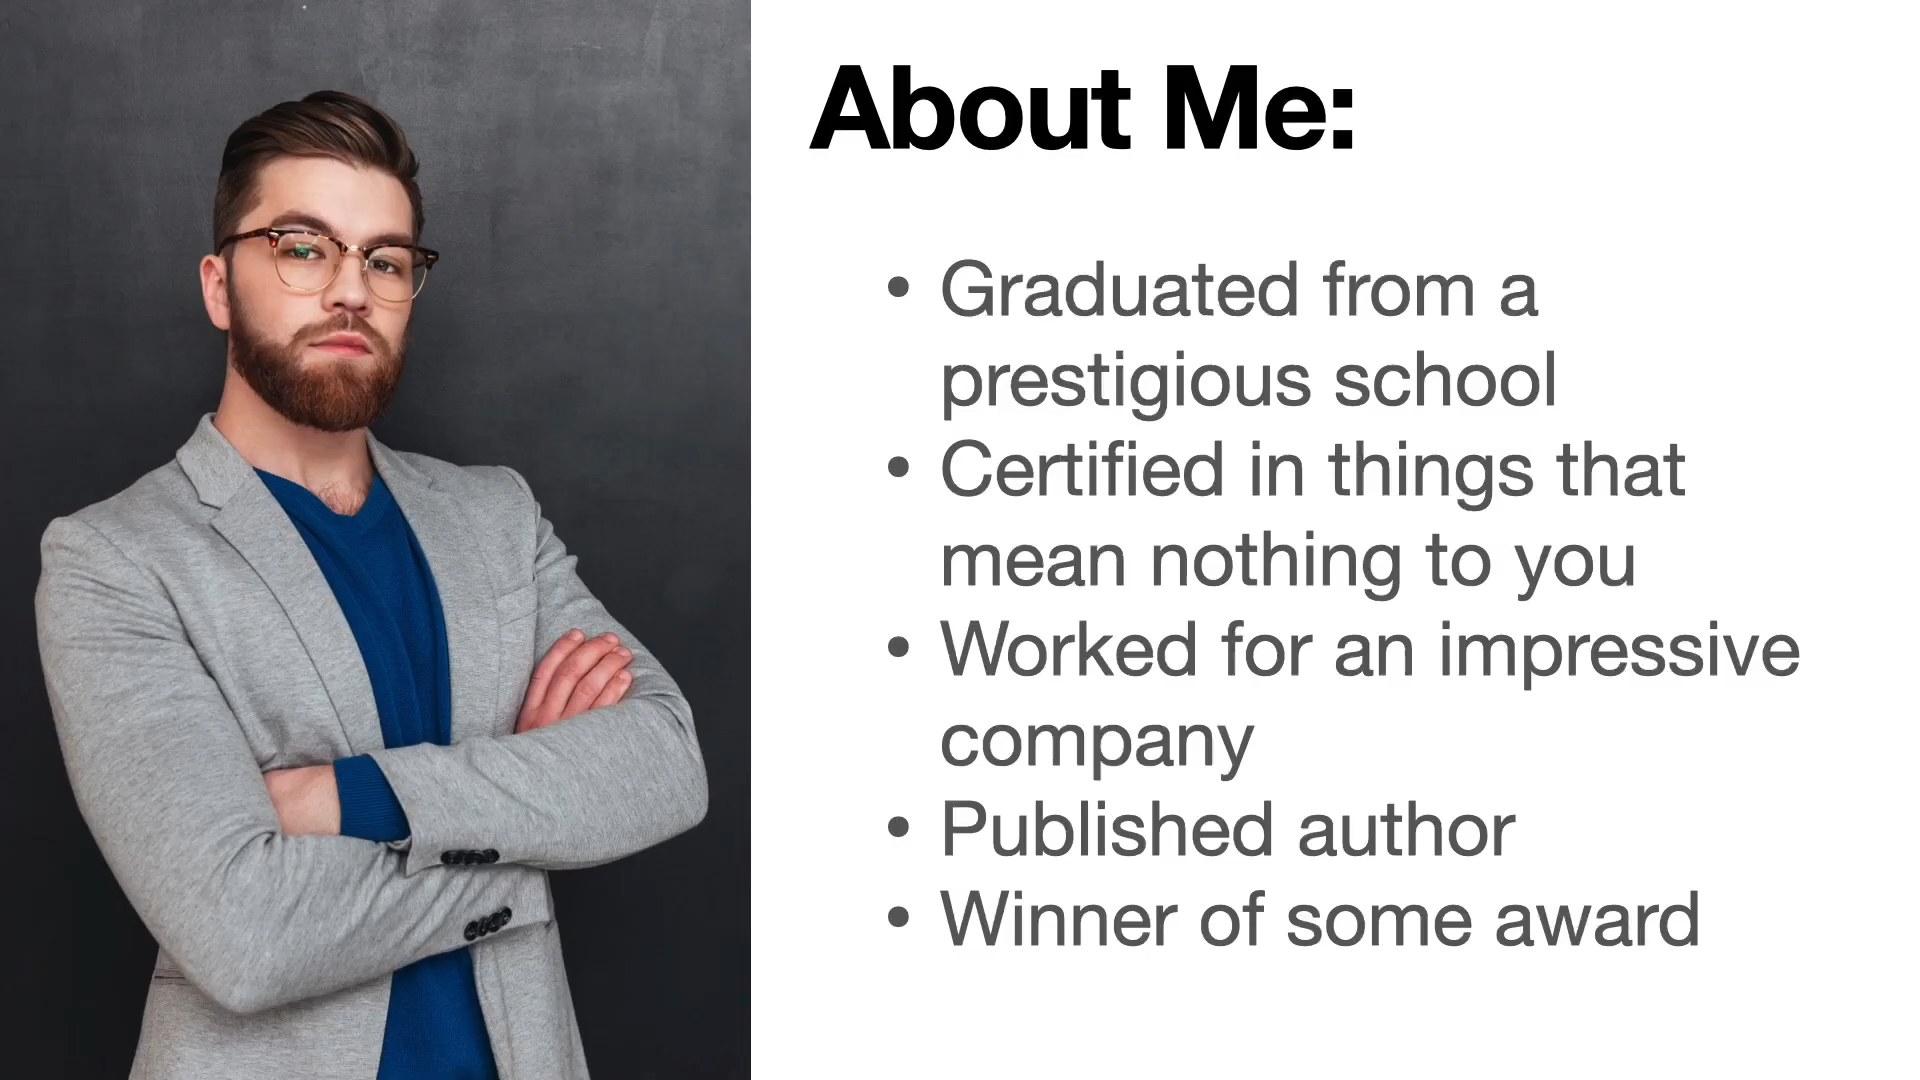 About Me:
• Graduated from a
prestigious school
• Certified in things that
mean nothing to you
• Worked for an impressive
company
• Published author
• Winner of some award